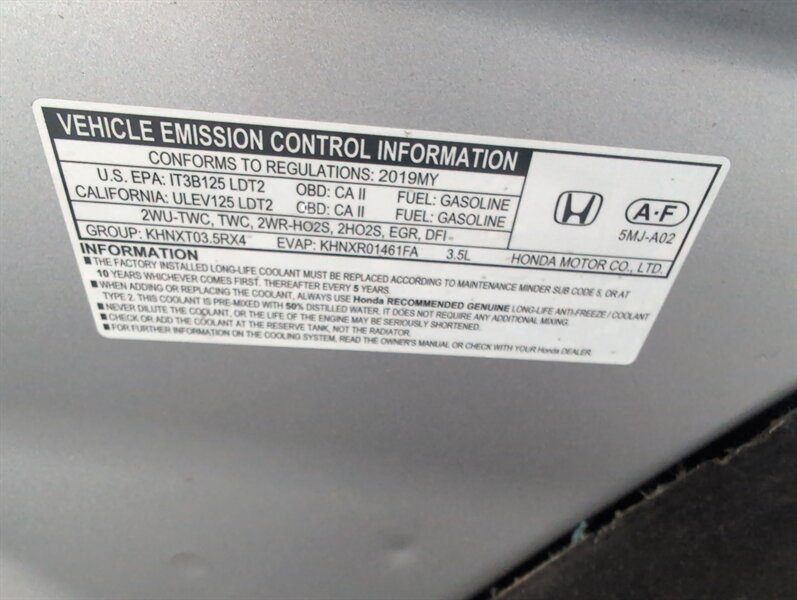 VEHICLE EMISSION CONTROL INFORMATION
CONFORMS TO REGULATIONS: 2019MY
U.S. EPA: IT3B125 LDT2 OBD: CA II FUEL: GASOLINE
CALIFORNIA: ULEV125 LDT2 OBD: CA II FUEL: GASOLINE
2WU-TWC, TWC, 2WR-HO2S, 2HO2S, EGR, DFI
GROUP: KHNXT03.5RX4 EVAP: KHNXR01461FA 3.5L
A·F
5MJ-A02
HONDA MOTOR CO., LTD.
INFORMATION
■ THE FACTORY INSTALLED LONG-LIFE COOLANT MUST BE REPLACED ACCORDING TO MAINTENANCE MINDER SUB CODE 5, OR AT
10 YEARS WHICHEVER COMES FIRST. THEREAFTER EVERY 5 YEARS.
■ WHEN ADDING OR REPLACING THE COOLANT, ALWAYS USE Honda RECOMMENDED GENUINE LONG-LIFE ANTI-FREEZE / COOLANT
TYPE 2. THIS COOLANT IS PRE-MIXED WITH 50% DISTILLED WATER, IT DOES NOT REQUIRE ANY ADDITIONAL MIXING.
■ NEVER DILUTE THE COOLANT, OR THE LIFE OF THE ENGINE MAY BE SERIOUSLY SHORTENED.
■ CHECK OR ADD THE COOLANT AT THE RESERVE TANK, NOT THE RADIATOR.
■ FOR FURTHER INFORMATION ON THE COOLING SYSTEM, READ THE OWNER'S MANUAL OR CHECK WITH YOUR Honda DEALER.